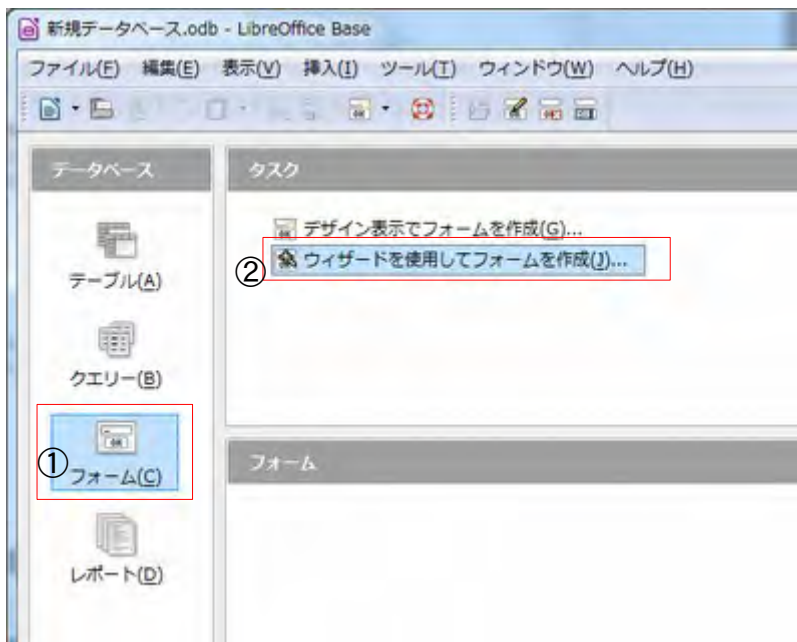 新規データベース.odb - LibreOffice Base
ファイル(F) 編集(E) 表示(V) 挿入(I) ツール(T) ウィンドウ(W) ヘルプ(H)
データベース
タスク
デザイン表示でフォームを作成(G)...
② ウィザードを使用してフォームを作成(J)...
テーブル(A)
クエリー(B)
① フォーム(C)
フォーム
レポート(D)